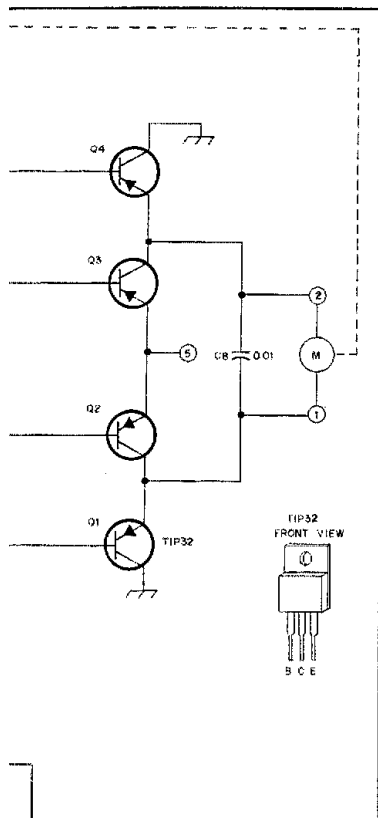 Q4
Q3
2
5
C8 0.01
M
Q2
1
Q1
TIP32
TIP32
FRONT VIEW
B C E